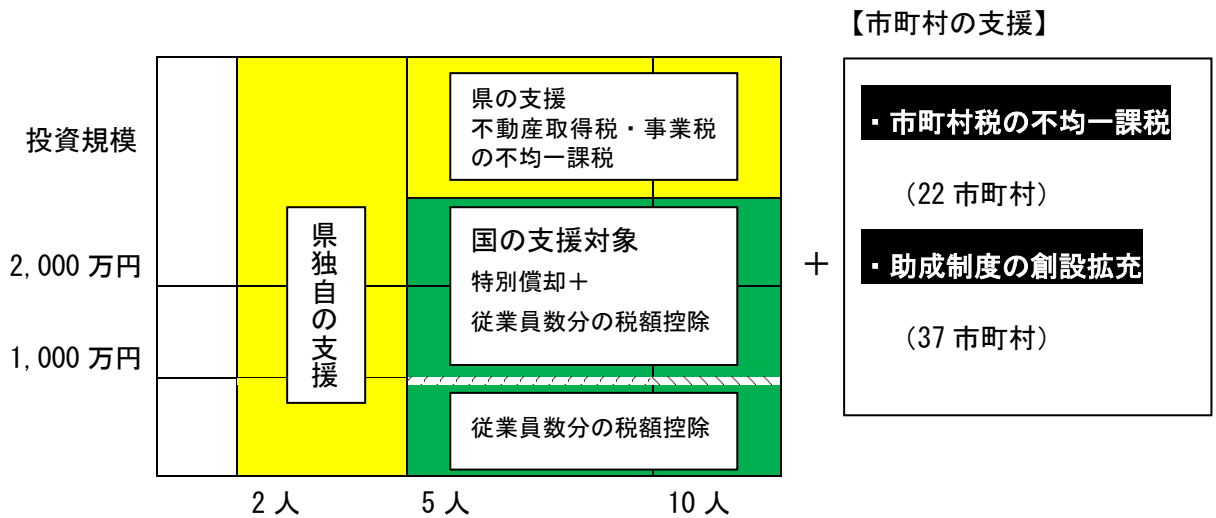 【市町村の支援】
投資規模
県の支援
不動産取得税・事業税
の不均一課税
・市町村税の不均一課税
(22 市町村)
2,000 万円
県独自の支援
国の支援対象
特別償却+
従業員数分の税額控除
+
・助成制度の創設拡充
(37 市町村)
1,000 万円
従業員数分の税額控除
2人
5人
10人